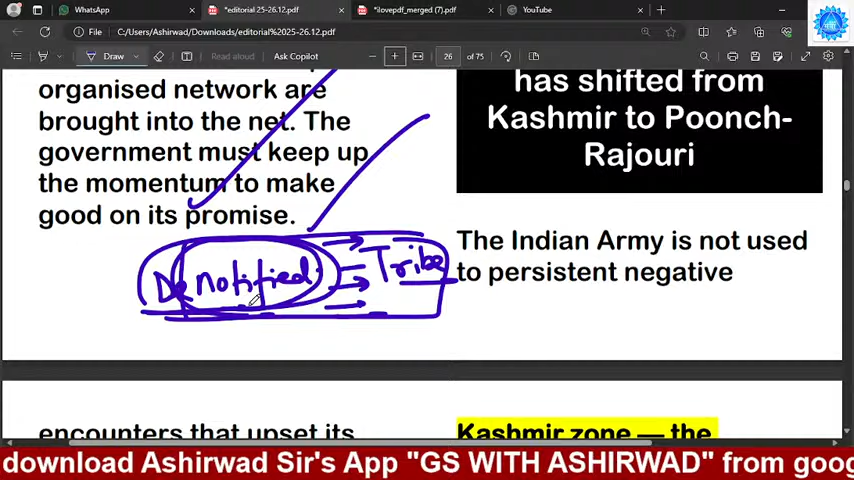 WhatsApp
*editorial 25-26.12.pdf
*ilovepdf_merged (7).pdf
YouTube
File
C:/Users/Ashirwad/Downloads/editorial%2025-26.12.pdf
Draw
Read aloud
Ask Copilot
26 of 75
organised network are
brought into the net. The
government must keep up
the momentum to make
good on its promise.
Denotified Tribe
has shifted from
Kashmir to Poonch-
Rajouri
The Indian Army is not used
to persistent negative
encounters that upset its
Kashmir zone — the
download Ashirwad Sir's App "GS WITH ASHIRWAD" from goog